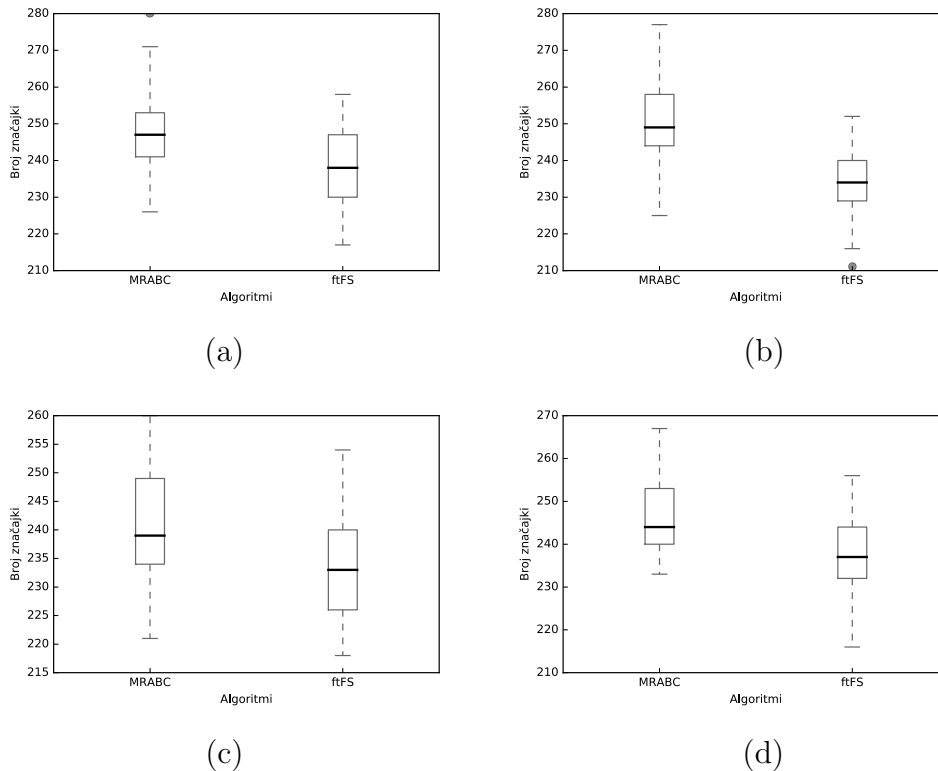 280
270
260
250
240
230
220
210
Broj značajki
MRABC
ftFS
Algoritmi
(a)
280
270
260
250
240
230
220
210
Broj značajki
MRABC
ftFS
Algoritmi
(b)
260
255
250
245
240
235
230
225
220
215
Broj značajki
MRABC
ftFS
Algoritmi
(c)
270
260
250
240
230
220
210
Broj značajki
MRABC
ftFS
Algoritmi
(d)